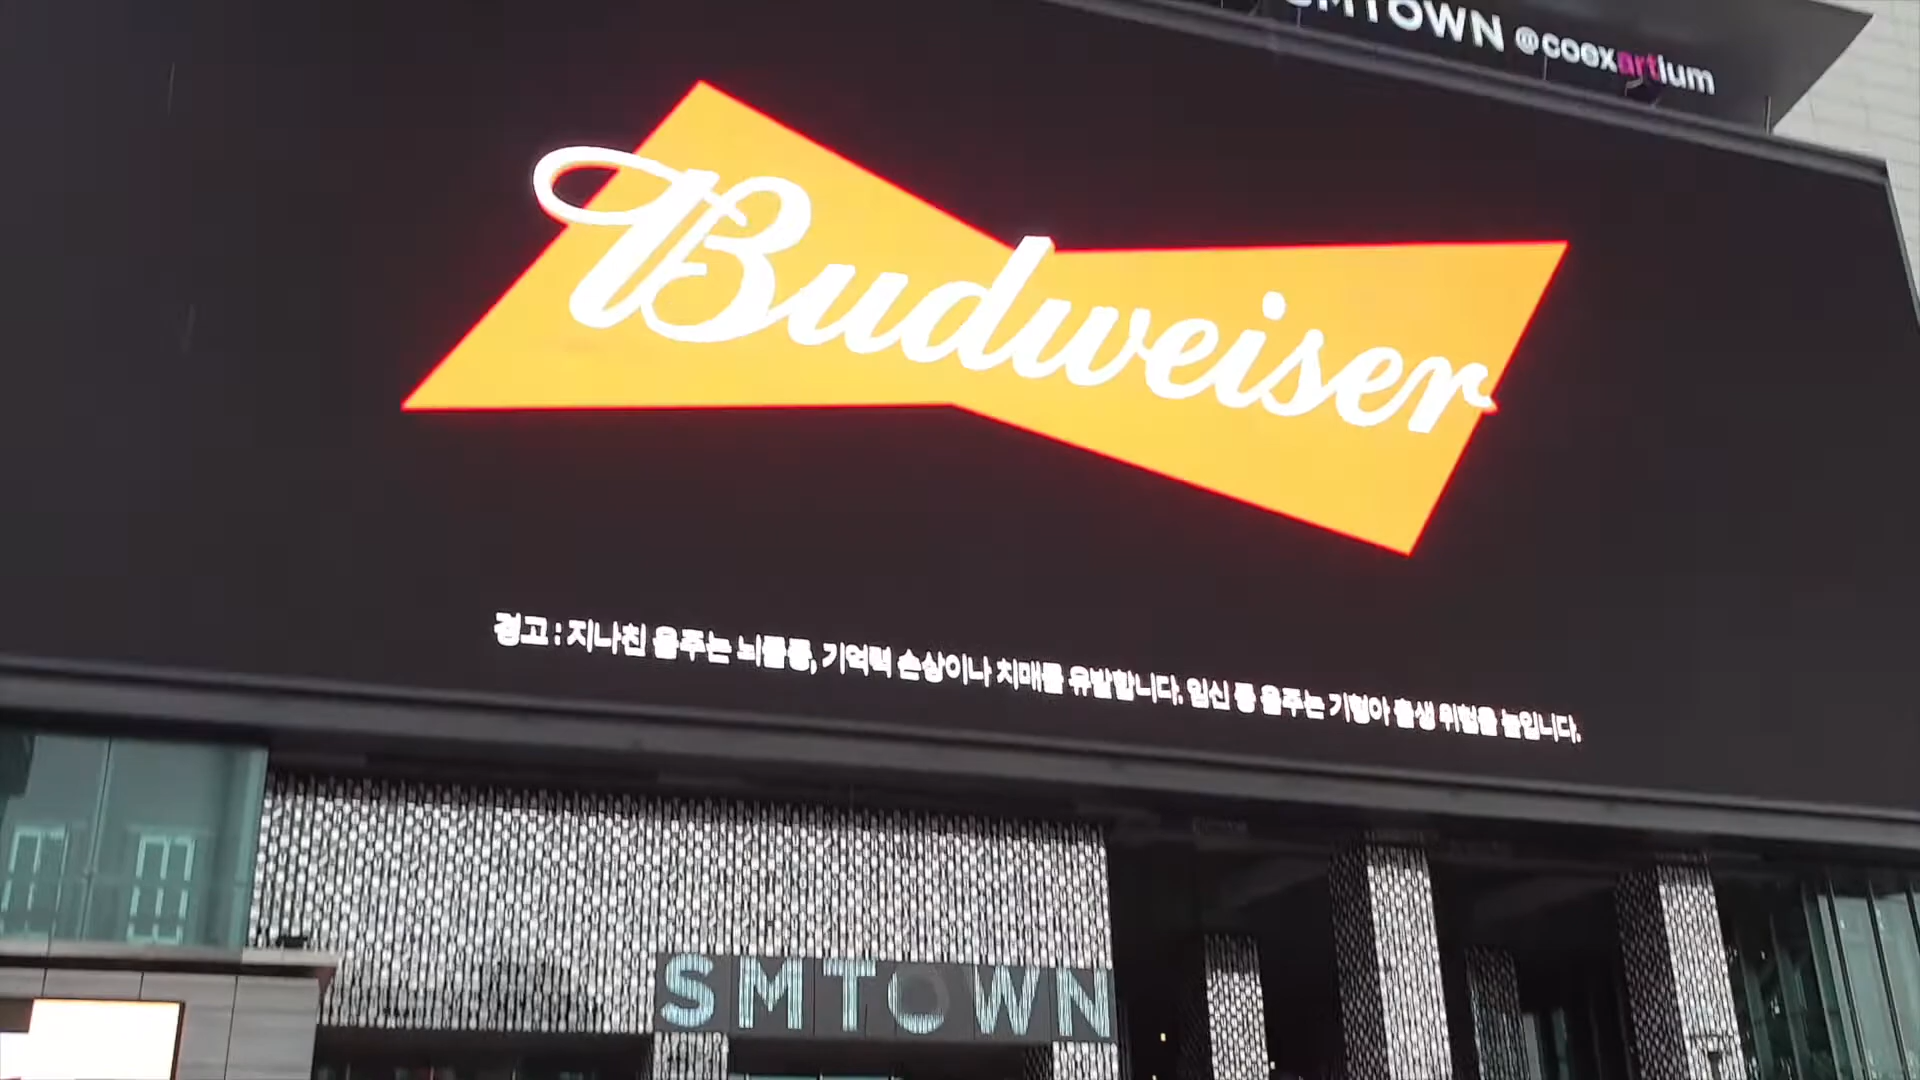 SMTOWN @coexartium
Budweiser
경고 : 지나친 음주는 뇌졸중, 기억력 손상이나 치매를 유발합니다. 임신 중 음주는 기형아 출생 위험을 높입니다.
SMTOWN